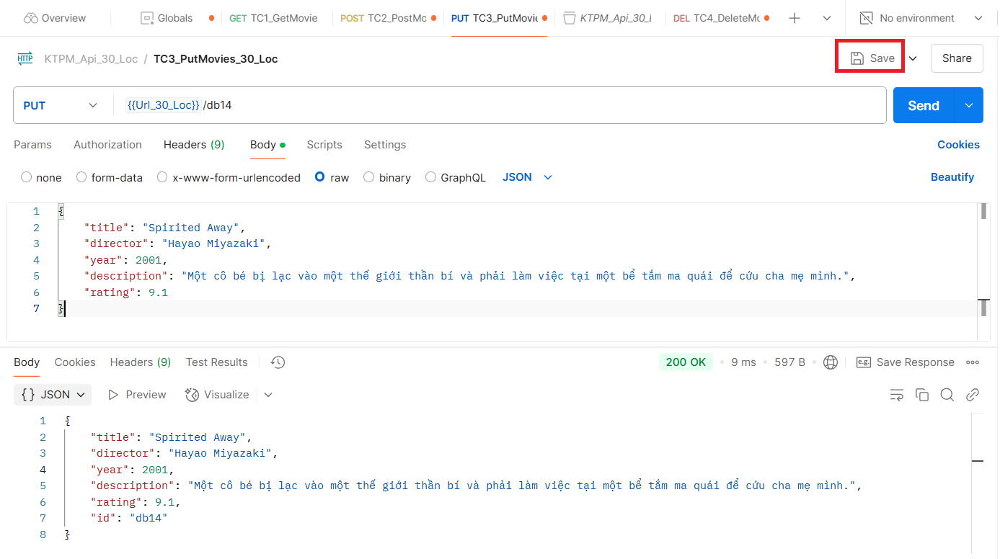 Overview Globals GET TC1_GetMovie POST TC2_PostMo PUT TC3_PutMovie KTPM_Api_30_L DEL TC4_DeleteMo No environment
HTTP KTPM_Api_30_Loc / TC3_PutMovies_30_Loc Save Share
PUT {{Url_30_Loc}} /db14 Send
Params Authorization Headers (9) Body Scripts Settings Cookies
none form-data x-www-form-urlencoded raw binary GraphQL JSON Beautify
1 {
2 "title": "Spirited Away",
3 "director": "Hayao Miyazaki",
4 "year": 2001,
5 "description": "Một cô bé bị lạc vào một thế giới thần bí và phải làm việc tại một bể tắm ma quái để cứu cha mẹ mình.",
6 "rating": 9.1
7 }
Body Cookies Headers (9) Test Results 200 OK 9 ms 597 B e.g. Save Response
{} JSON Preview Visualize
1 {
2 "title": "Spirited Away",
3 "director": "Hayao Miyazaki",
4 "year": 2001,
5 "description": "Một cô bé bị lạc vào một thế giới thần bí và phải làm việc tại một bể tắm ma quái để cứu cha mẹ mình.",
6 "rating": 9.1,
7 "id": "db14"
8 }